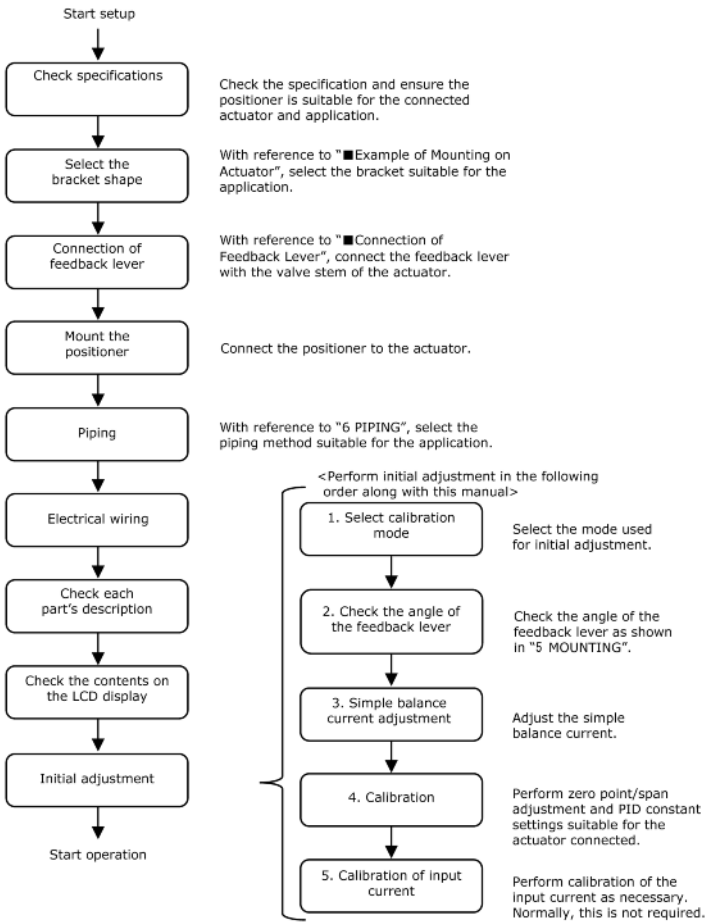 Start setup
Check specifications
Check the specification and ensure the
positioner is suitable for the connected
actuator and application.
Select the
bracket shape
With reference to "■Example of Mounting on
Actuator", select the bracket suitable for the
application.
Connection of
feedback lever
With reference to "■Connection of
Feedback Lever", connect the feedback lever
with the valve stem of the actuator.
Mount the
positioner
Connect the positioner to the actuator.
Piping
With reference to "6 PIPING", select the
piping method suitable for the application.
Electrical wiring
Check each
part's description
Check the contents on
the LCD display
Initial adjustment
Start operation
<Perform initial adjustment in the following
order along with this manual>
1. Select calibration
mode
Select the mode used
for initial adjustment.
2. Check the angle of
the feedback lever
Check the angle of the
feedback lever as shown
in "5 MOUNTING".
3. Simple balance
current adjustment
Adjust the simple
balance current.
4. Calibration
Perform zero point/span
adjustment and PID constant
settings suitable for the
actuator connected.
5. Calibration of input
current
Perform calibration of the
input current as necessary.
Normally, this is not required.